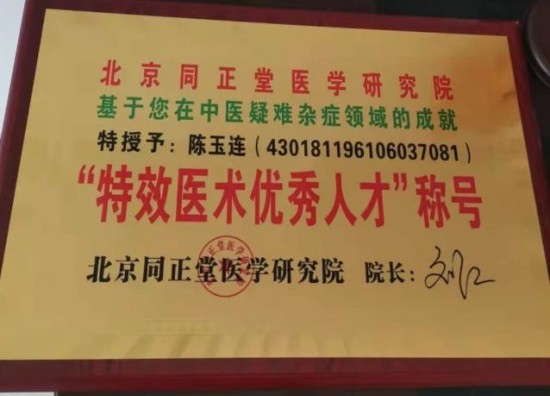 北京同正堂医学研究院
基于您在中医疑难杂症领域的成就
特授予：陈玉连（430181196106037081）
“特效医术优秀人才”称号
北京同正堂医学研究院 院长：